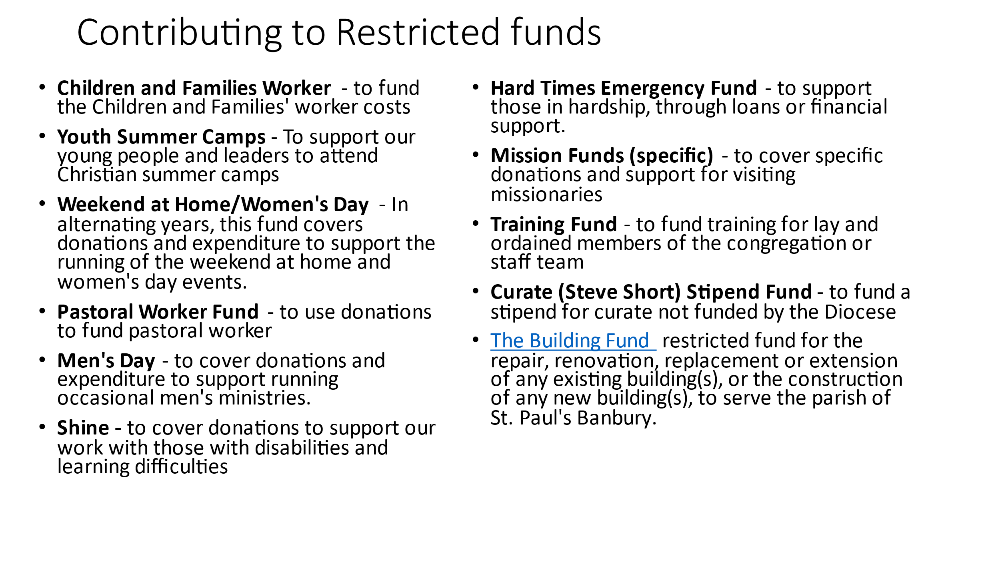 Contributing to Restricted funds
• Children and Families Worker - to fund
the Children and Families' worker costs
• Youth Summer Camps - To support our
young people and leaders to attend
Christian summer camps
• Weekend at Home/Women's Day - In
alternating years, this fund covers
donations and expenditure to support the
running of the weekend at home and
women's day events.
• Pastoral Worker Fund - to use donations
to fund pastoral worker
• Men's Day - to cover donations and
expenditure to support running
occasional men's ministries.
• Shine - to cover donations to support our
work with those with disabilities and
learning difficulties
• Hard Times Emergency Fund - to support
those in hardship, through loans or financial
support.
• Mission Funds (specific) - to cover specific
donations and support for visiting
missionaries
• Training Fund - to fund training for lay and
ordained members of the congregation or
staff team
• Curate (Steve Short) Stipend Fund - to fund a
stipend for curate not funded by the Diocese
• The Building Fund restricted fund for the
repair, renovation, replacement or extension
of any existing building(s), or the construction
of any new building(s), to serve the parish of
St. Paul's Banbury.